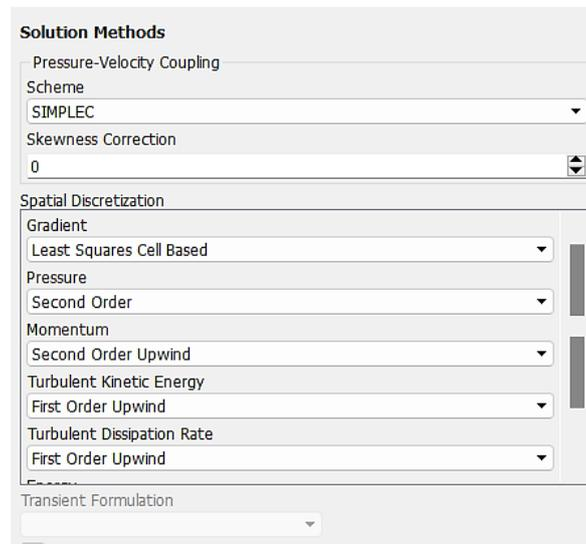 Solution Methods
Pressure-Velocity Coupling
Scheme
SIMPLEC
Skewness Correction
0
Spatial Discretization
Gradient
Least Squares Cell Based
Pressure
Second Order
Momentum
Second Order Upwind
Turbulent Kinetic Energy
First Order Upwind
Turbulent Dissipation Rate
First Order Upwind
Transient Formulation